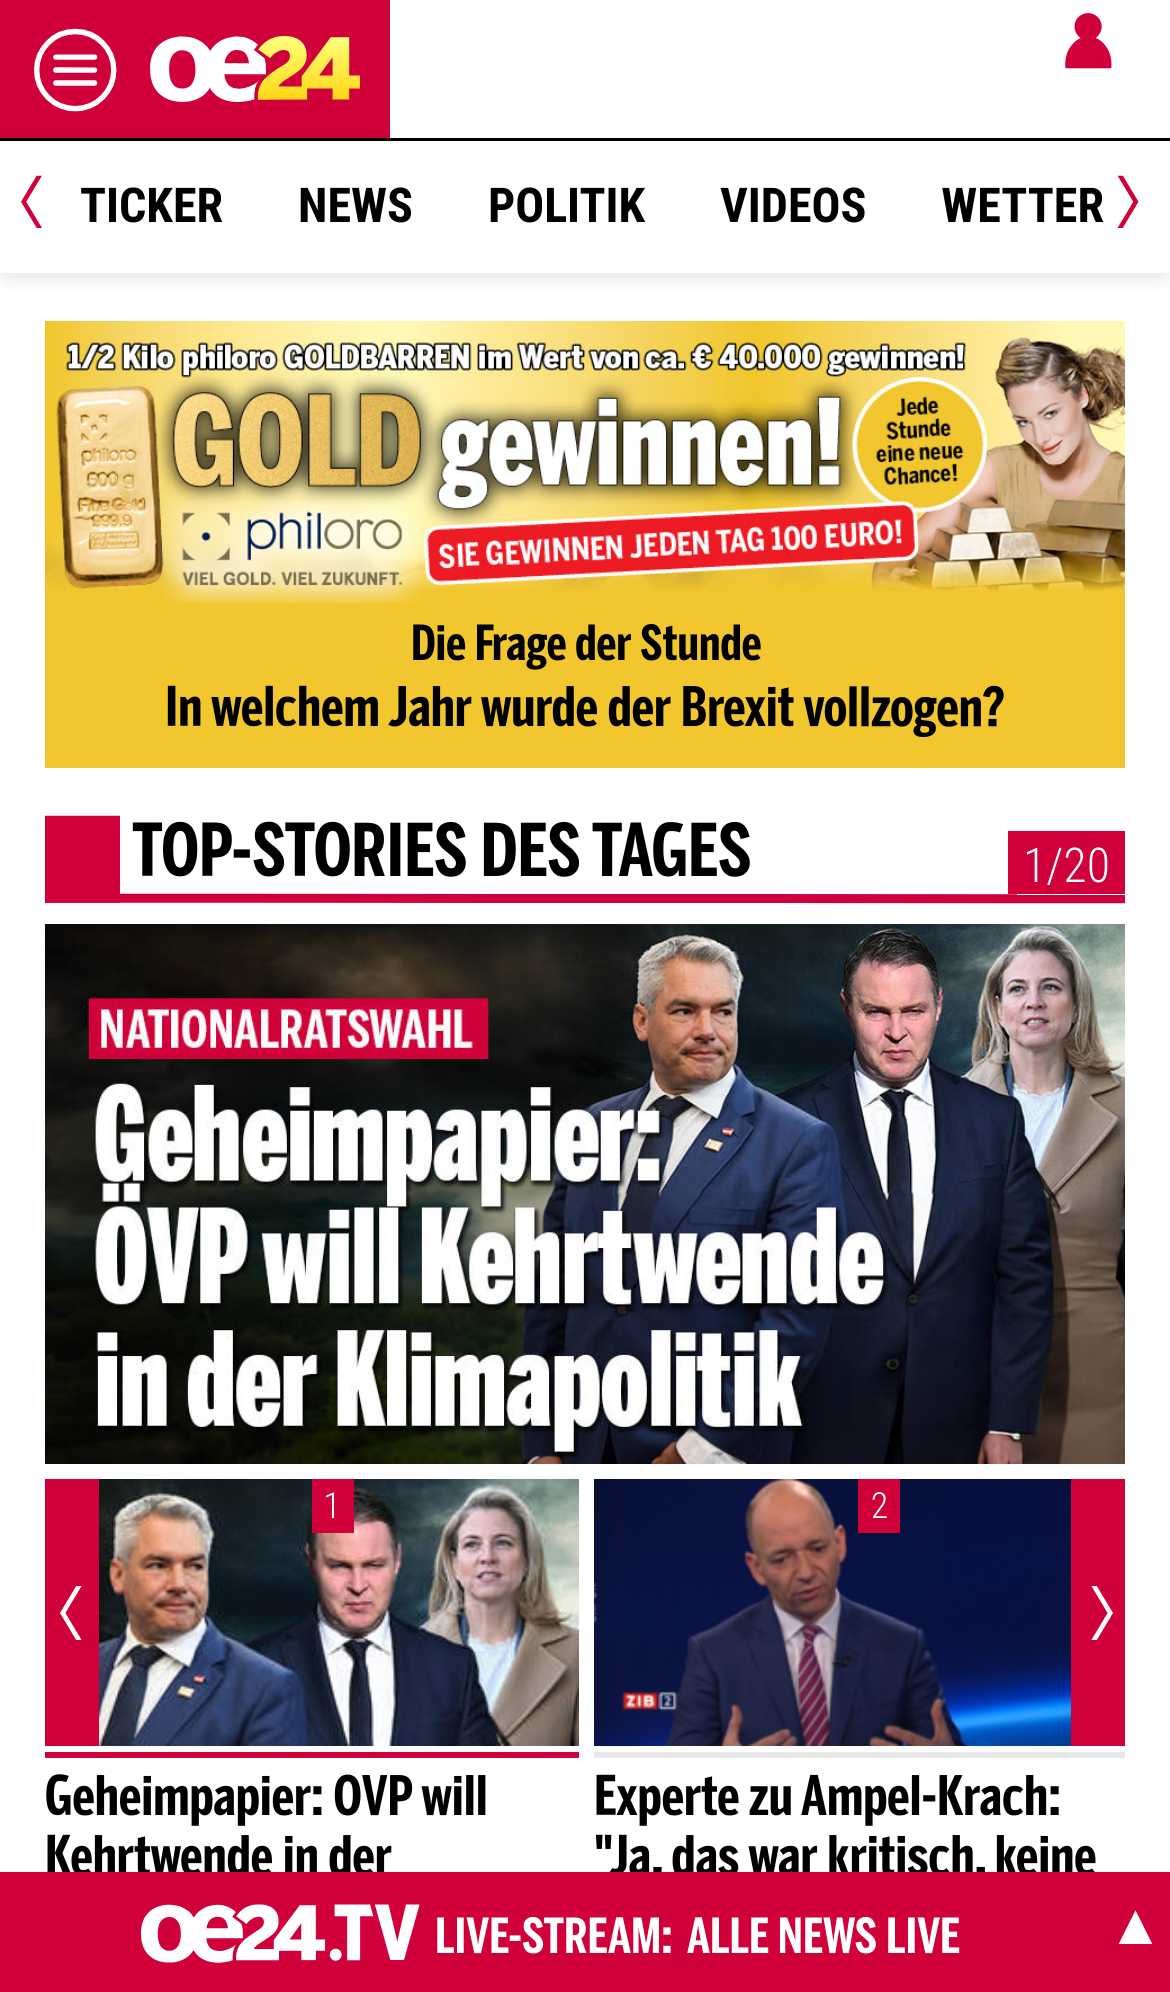 oe24
TICKER NEWS POLITIK VIDEOS WETTER
1/2 Kilo philoro GOLDBARREN im Wert von ca. € 40.000 gewinnen!
GOLD gewinnen!
Jede
Stunde
eine neue
Chance!
philoro
500 g
Fine Gold
999.9
philoro
VIEL GOLD. VIEL ZUKUNFT.
SIE GEWINNEN JEDEN TAG 100 EURO!
Die Frage der Stunde
In welchem Jahr wurde der Brexit vollzogen?
TOP-STORIES DES TAGES
1/20
NATIONALRATSWAHL
Geheimpapier:
ÖVP will Kehrtwende
in der Klimapolitik
1
2
ZIB 2
Geheimpapier: ÖVP will
Kehrtwende in der
Experte zu Ampel-Krach:
"Ja, das war kritisch, keine
oe24.TV LIVE-STREAM: ALLE NEWS LIVE